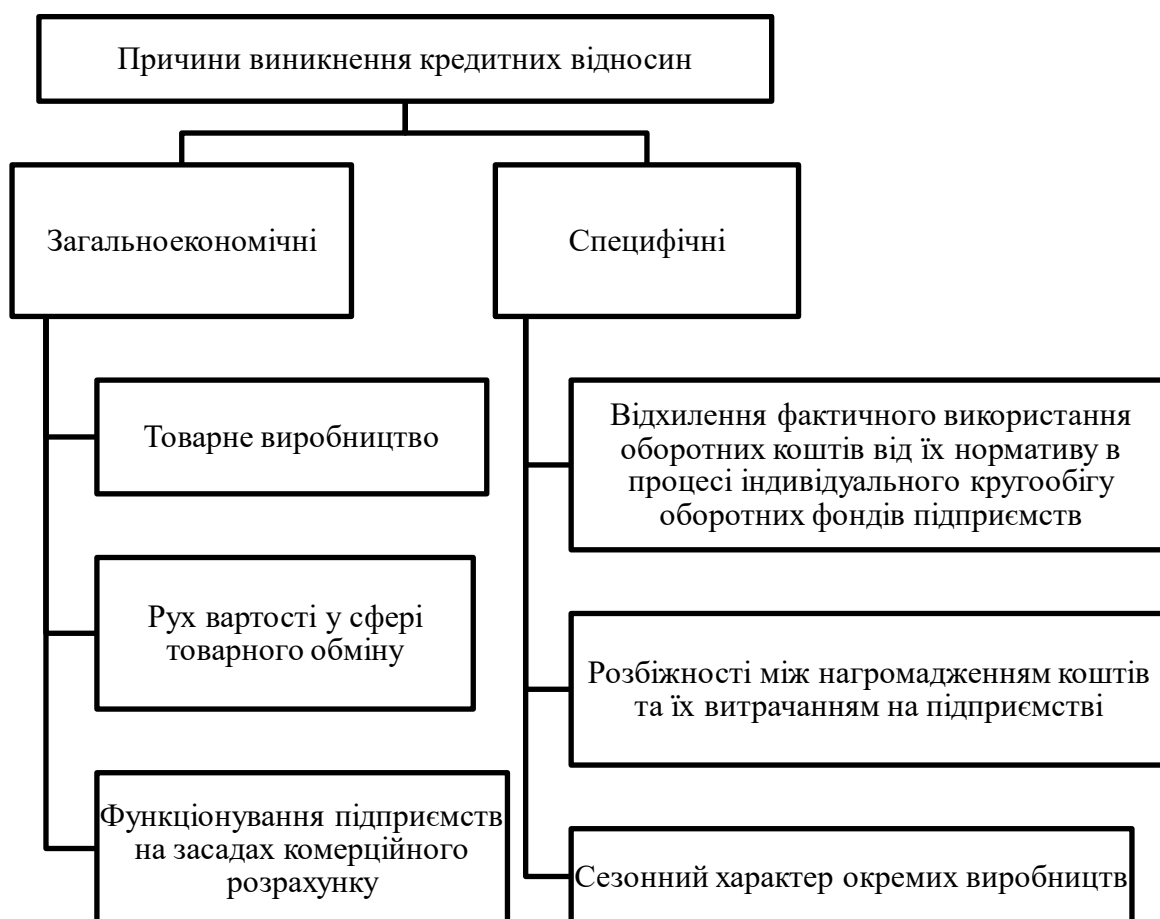 Причини виникнення кредитних відносин
Загальноекономічні
Специфічні
Товарне виробництво
Рух вартості у сфері
товарного обміну
Функціонування підприємств
на засадах комерційного
розрахунку
Відхилення фактичного використання
оборотних коштів від їх нормативу в
процесі індивідуального кругообігу
оборотних фондів підприємств
Розбіжності між нагромадженням коштів
та їх витрачанням на підприємстві
Сезонний характер окремих виробництв